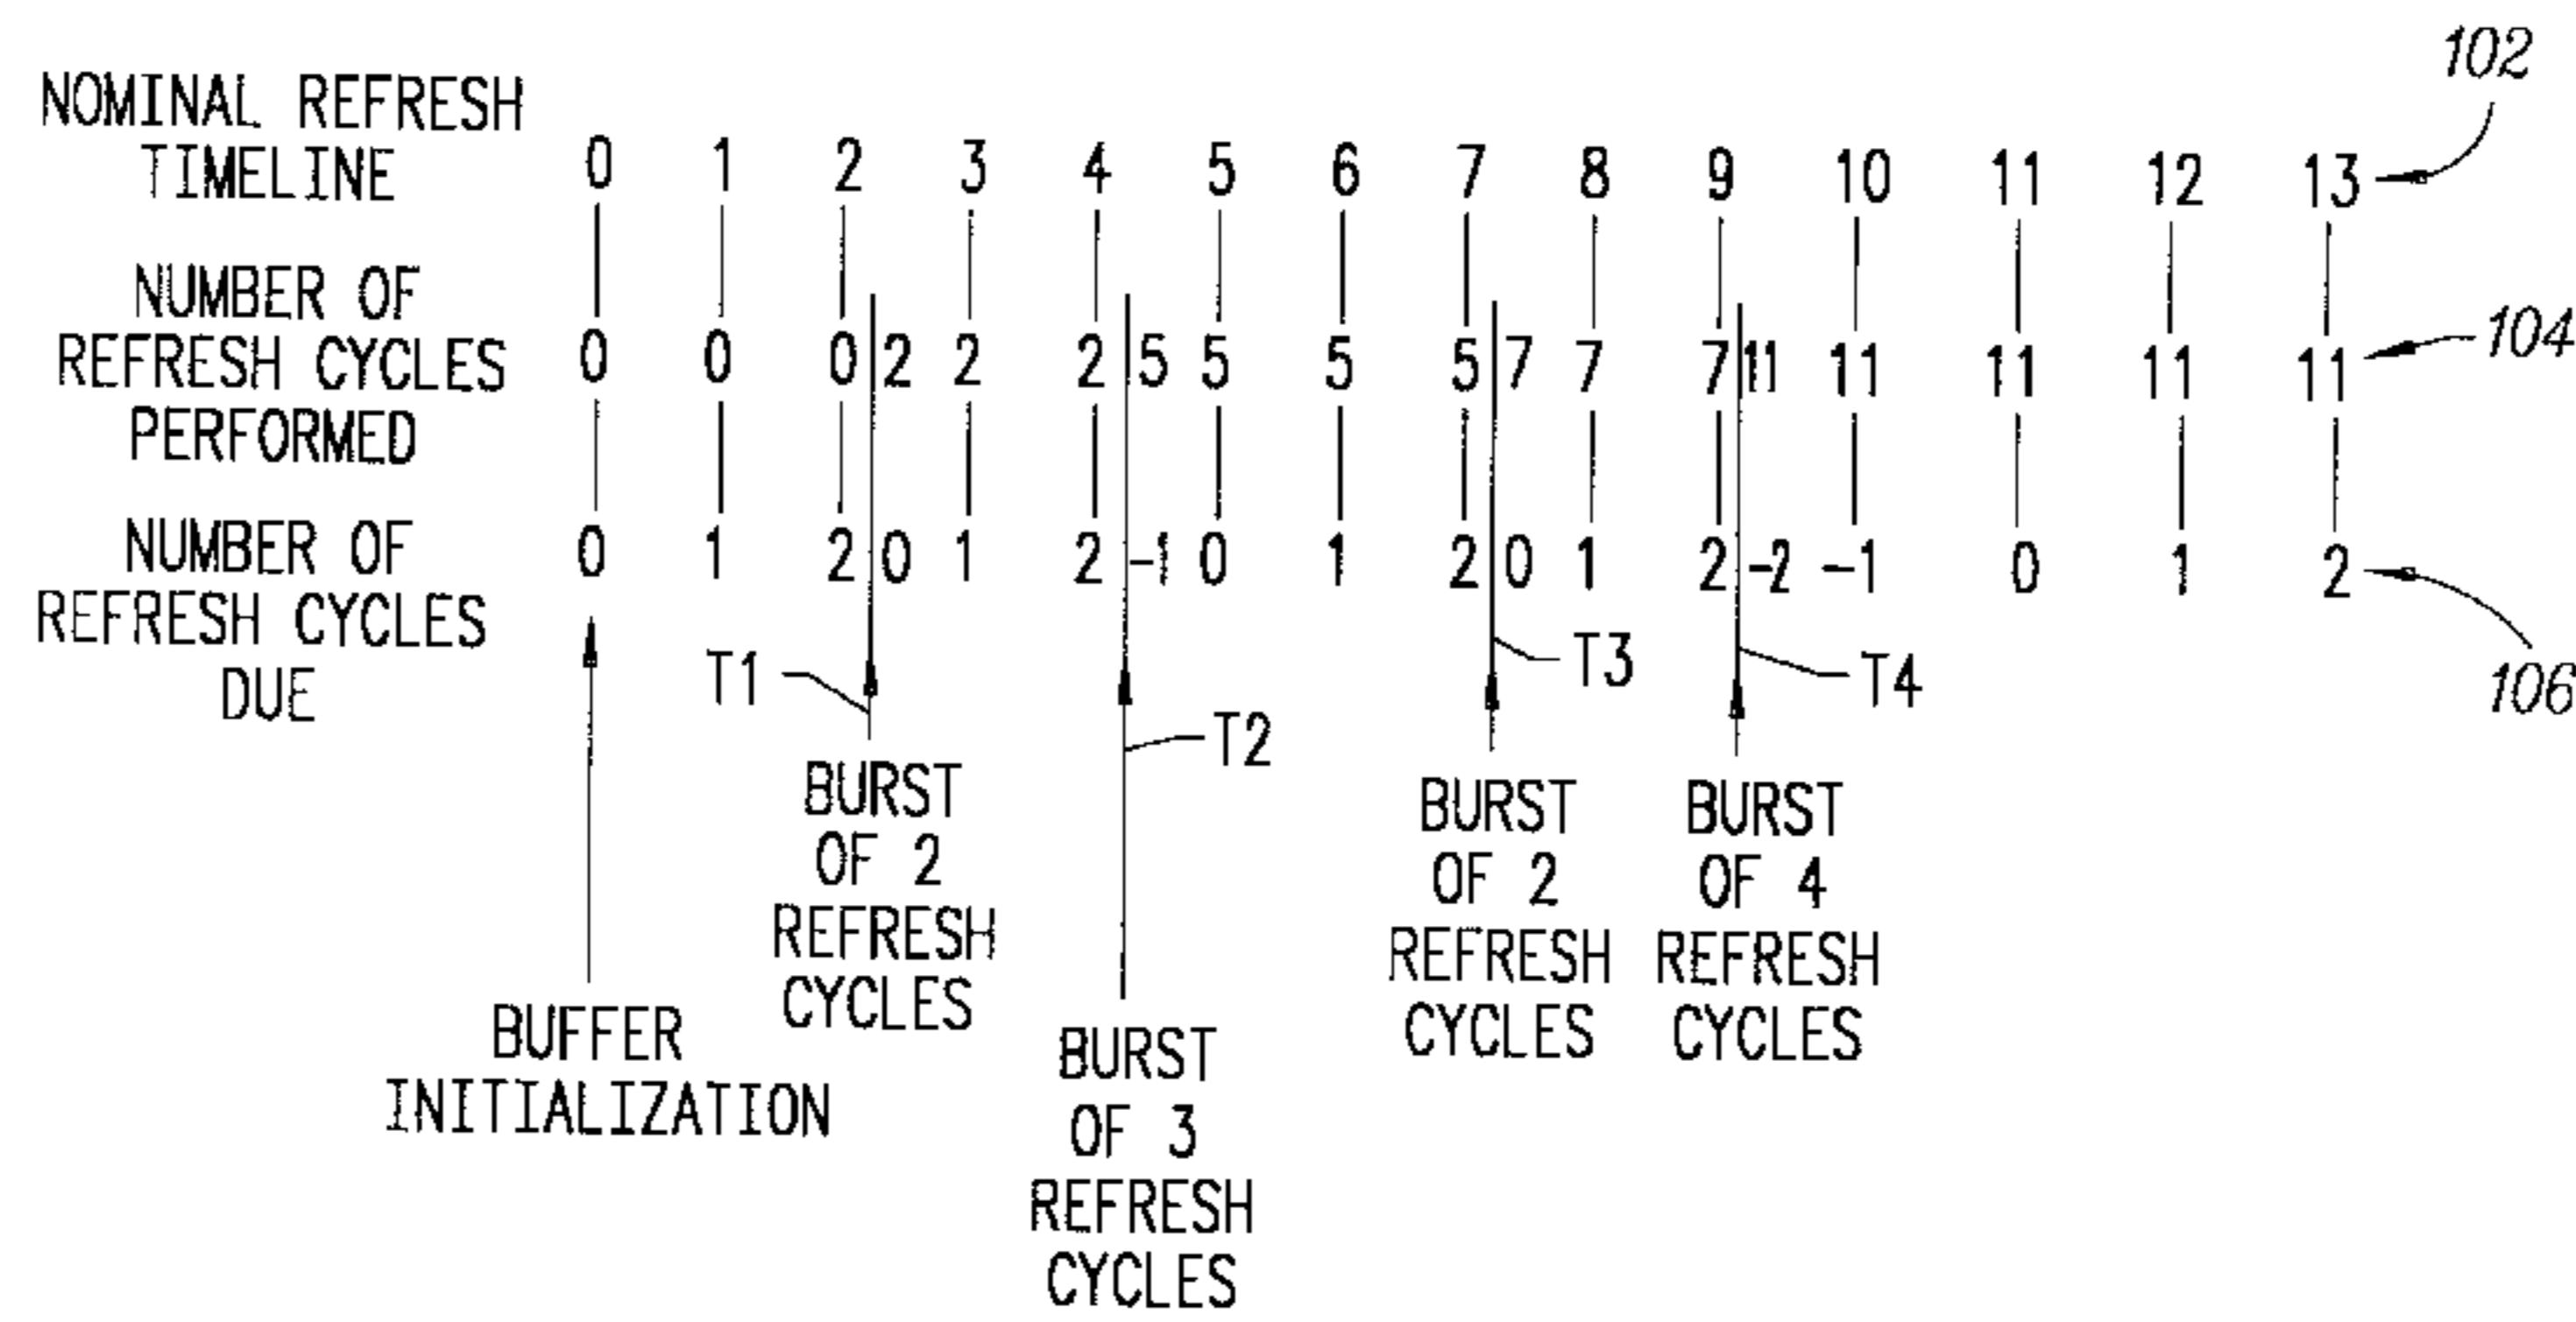 102
NOMINAL REFRESH
TIMELINE
0 1 2 3 4 5 6 7 8 9 10 11 12 13
NUMBER OF
REFRESH CYCLES
PERFORMED
0 0 0 2 2 2 5 5 5 5 7 7 7 11 11 11 11 11
104
NUMBER OF
REFRESH CYCLES
DUE
0 1 2 0 1 2 -1 0 1 2 0 1 2 -2 -1 0 1 2
106
T1
T2
T3
T4
BUFFER
INITIALIZATION
BURST
OF 2
REFRESH
CYCLES
BURST
OF 3
REFRESH
CYCLES
BURST
OF 2
REFRESH
CYCLES
BURST
OF 4
REFRESH
CYCLES